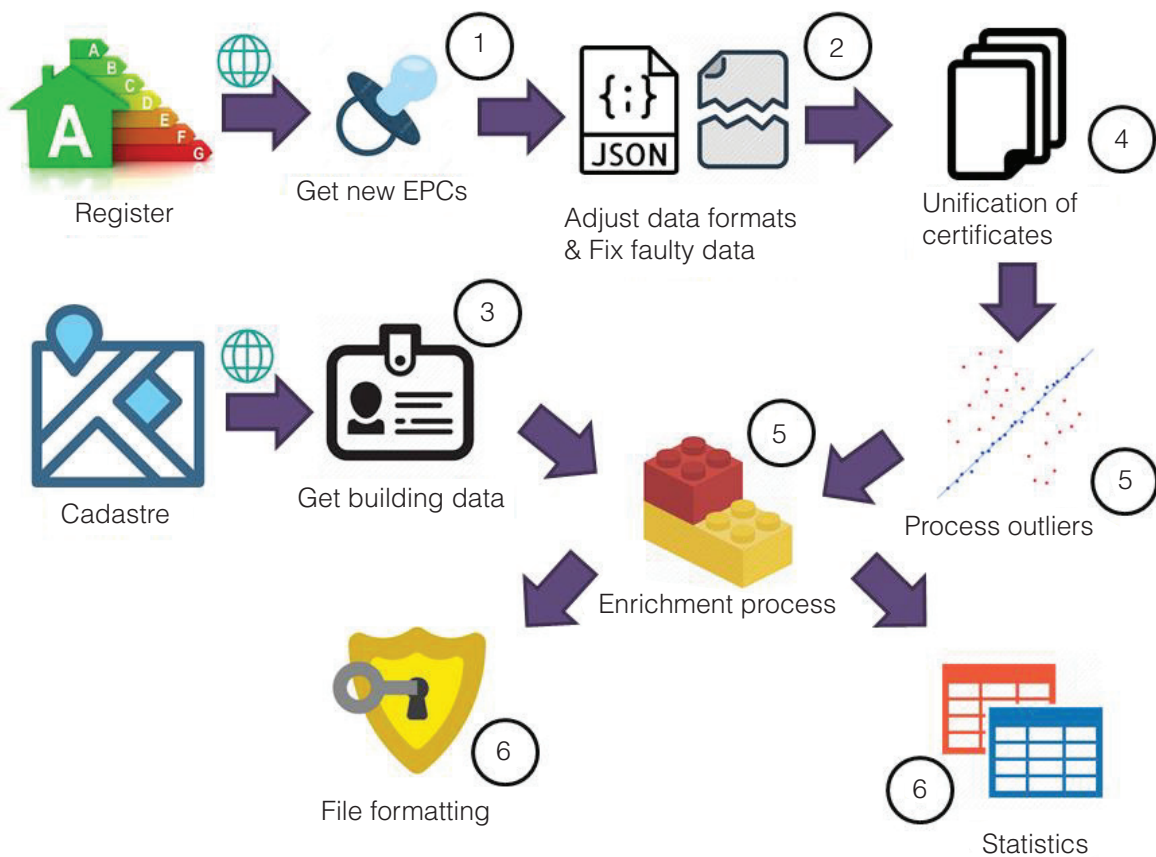 A
B
C
D
E
F
G
A
Register
1
Get new EPCs
{;}
JSON
2
Adjust data formats
& Fix faulty data
4
Unification of
certificates
Cadastre
3
Get building data
5
Process outliers
5
Enrichment process
6
File formatting
6
Statistics